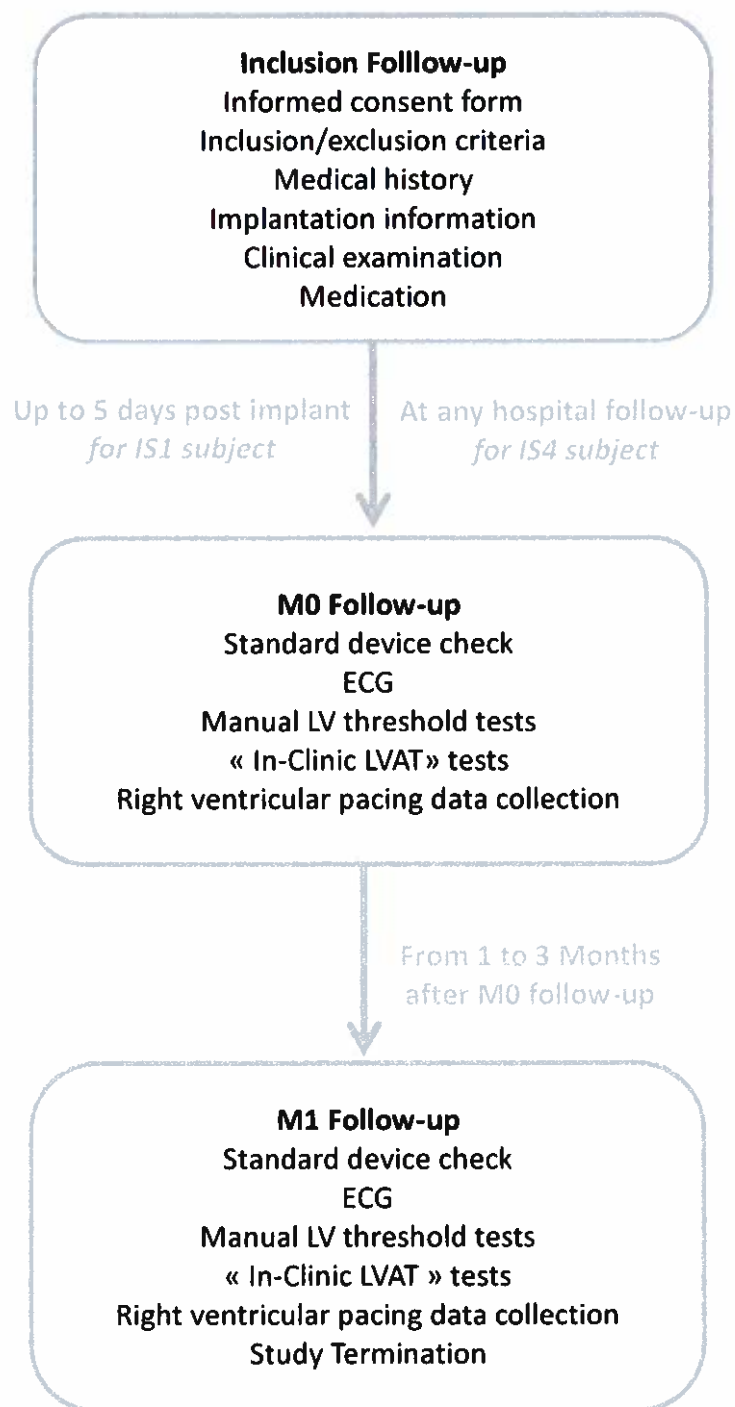 Inclusion Folllow-up
Informed consent form
Inclusion/exclusion criteria
Medical history
Implantation information
Clinical examination
Medication
Up to 5 days post implant
for IS1 subject
At any hospital follow-up
for IS4 subject
M0 Follow-up
Standard device check
ECG
Manual LV threshold tests
« In-Clinic LVAT» tests
Right ventricular pacing data collection
From 1 to 3 Months
after M0 follow-up
M1 Follow-up
Standard device check
ECG
Manual LV threshold tests
« In-Clinic LVAT » tests
Right ventricular pacing data collection
Study Termination